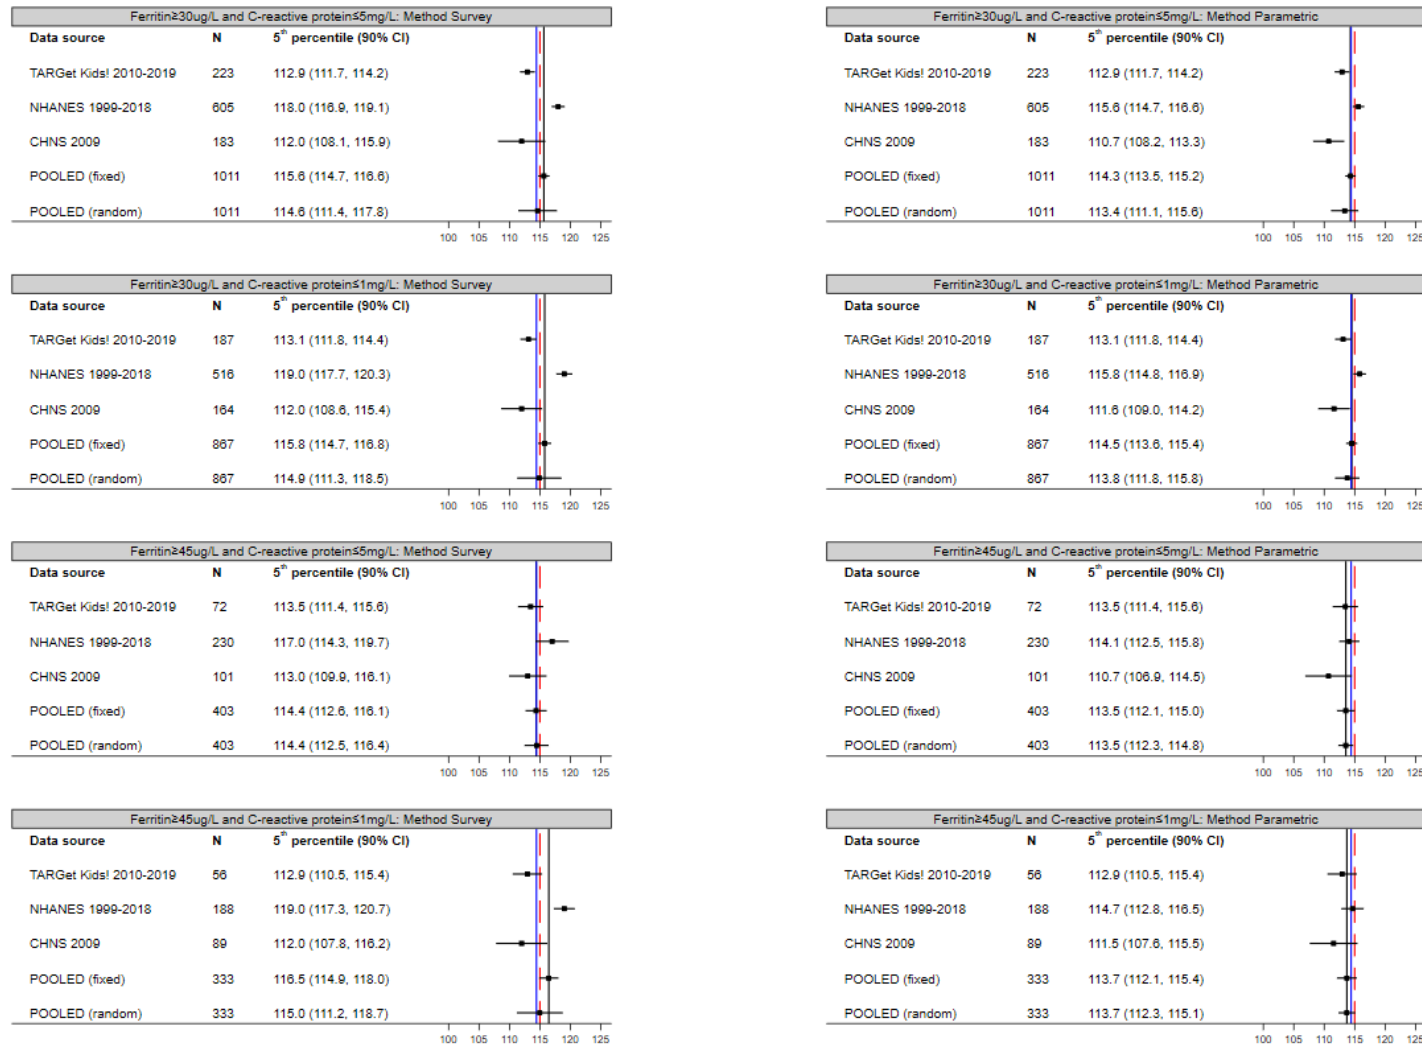 Ferritin≥30ug/L and C-reactive protein≤5mg/L: Method Survey
Data source N 5th percentile (90% CI)
TARGet Kids! 2010-2019 223 112.9 (111.7, 114.2)
NHANES 1999-2018 605 118.0 (116.9, 119.1)
CHNS 2009 183 112.0 (108.1, 115.9)
POOLED (fixed) 1011 115.6 (114.7, 116.6)
POOLED (random) 1011 114.6 (111.4, 117.8)
100 105 110 115 120 125
Ferritin≥30ug/L and C-reactive protein≤5mg/L: Method Parametric
Data source N 5th percentile (90% CI)
TARGet Kids! 2010-2019 223 112.9 (111.7, 114.2)
NHANES 1999-2018 605 115.6 (114.7, 116.6)
CHNS 2009 183 110.7 (108.2, 113.3)
POOLED (fixed) 1011 114.3 (113.5, 115.2)
POOLED (random) 1011 113.4 (111.1, 115.6)
100 105 110 115 120 125
Ferritin≥30ug/L and C-reactive protein≤1mg/L: Method Survey
Data source N 5th percentile (90% CI)
TARGet Kids! 2010-2019 187 113.1 (111.8, 114.4)
NHANES 1999-2018 516 119.0 (117.7, 120.3)
CHNS 2009 164 112.0 (108.6, 115.4)
POOLED (fixed) 867 115.8 (114.7, 116.8)
POOLED (random) 867 114.9 (111.3, 118.5)
100 105 110 115 120 125
Ferritin≥30ug/L and C-reactive protein≤1mg/L: Method Parametric
Data source N 5th percentile (90% CI)
TARGet Kids! 2010-2019 187 113.1 (111.8, 114.4)
NHANES 1999-2018 516 115.8 (114.8, 116.9)
CHNS 2009 164 111.6 (109.0, 114.2)
POOLED (fixed) 867 114.5 (113.6, 115.4)
POOLED (random) 867 113.8 (111.8, 115.8)
100 105 110 115 120 125
Ferritin≥45ug/L and C-reactive protein≤5mg/L: Method Survey
Data source N 5th percentile (90% CI)
TARGet Kids! 2010-2019 72 113.5 (111.4, 115.6)
NHANES 1999-2018 230 117.0 (114.3, 119.7)
CHNS 2009 101 113.0 (109.9, 116.1)
POOLED (fixed) 403 114.4 (112.6, 116.1)
POOLED (random) 403 114.4 (112.5, 116.4)
100 105 110 115 120 125
Ferritin≥45ug/L and C-reactive protein≤5mg/L: Method Parametric
Data source N 5th percentile (90% CI)
TARGet Kids! 2010-2019 72 113.5 (111.4, 115.6)
NHANES 1999-2018 230 114.1 (112.5, 115.8)
CHNS 2009 101 110.7 (106.9, 114.5)
POOLED (fixed) 403 113.5 (112.1, 115.0)
POOLED (random) 403 113.5 (112.3, 114.8)
100 105 110 115 120 125
Ferritin≥45ug/L and C-reactive protein≤1mg/L: Method Survey
Data source N 5th percentile (90% CI)
TARGet Kids! 2010-2019 56 112.9 (110.5, 115.4)
NHANES 1999-2018 188 119.0 (117.3, 120.7)
CHNS 2009 89 112.0 (107.8, 116.2)
POOLED (fixed) 333 116.5 (114.9, 118.0)
POOLED (random) 333 115.0 (111.2, 118.7)
100 105 110 115 120 125
Ferritin≥45ug/L and C-reactive protein≤1mg/L: Method Parametric
Data source N 5th percentile (90% CI)
TARGet Kids! 2010-2019 56 112.9 (110.5, 115.4)
NHANES 1999-2018 188 114.7 (112.8, 116.5)
CHNS 2009 89 111.5 (107.6, 115.5)
POOLED (fixed) 333 113.7 (112.1, 115.4)
POOLED (random) 333 113.7 (112.3, 115.1)
100 105 110 115 120 125